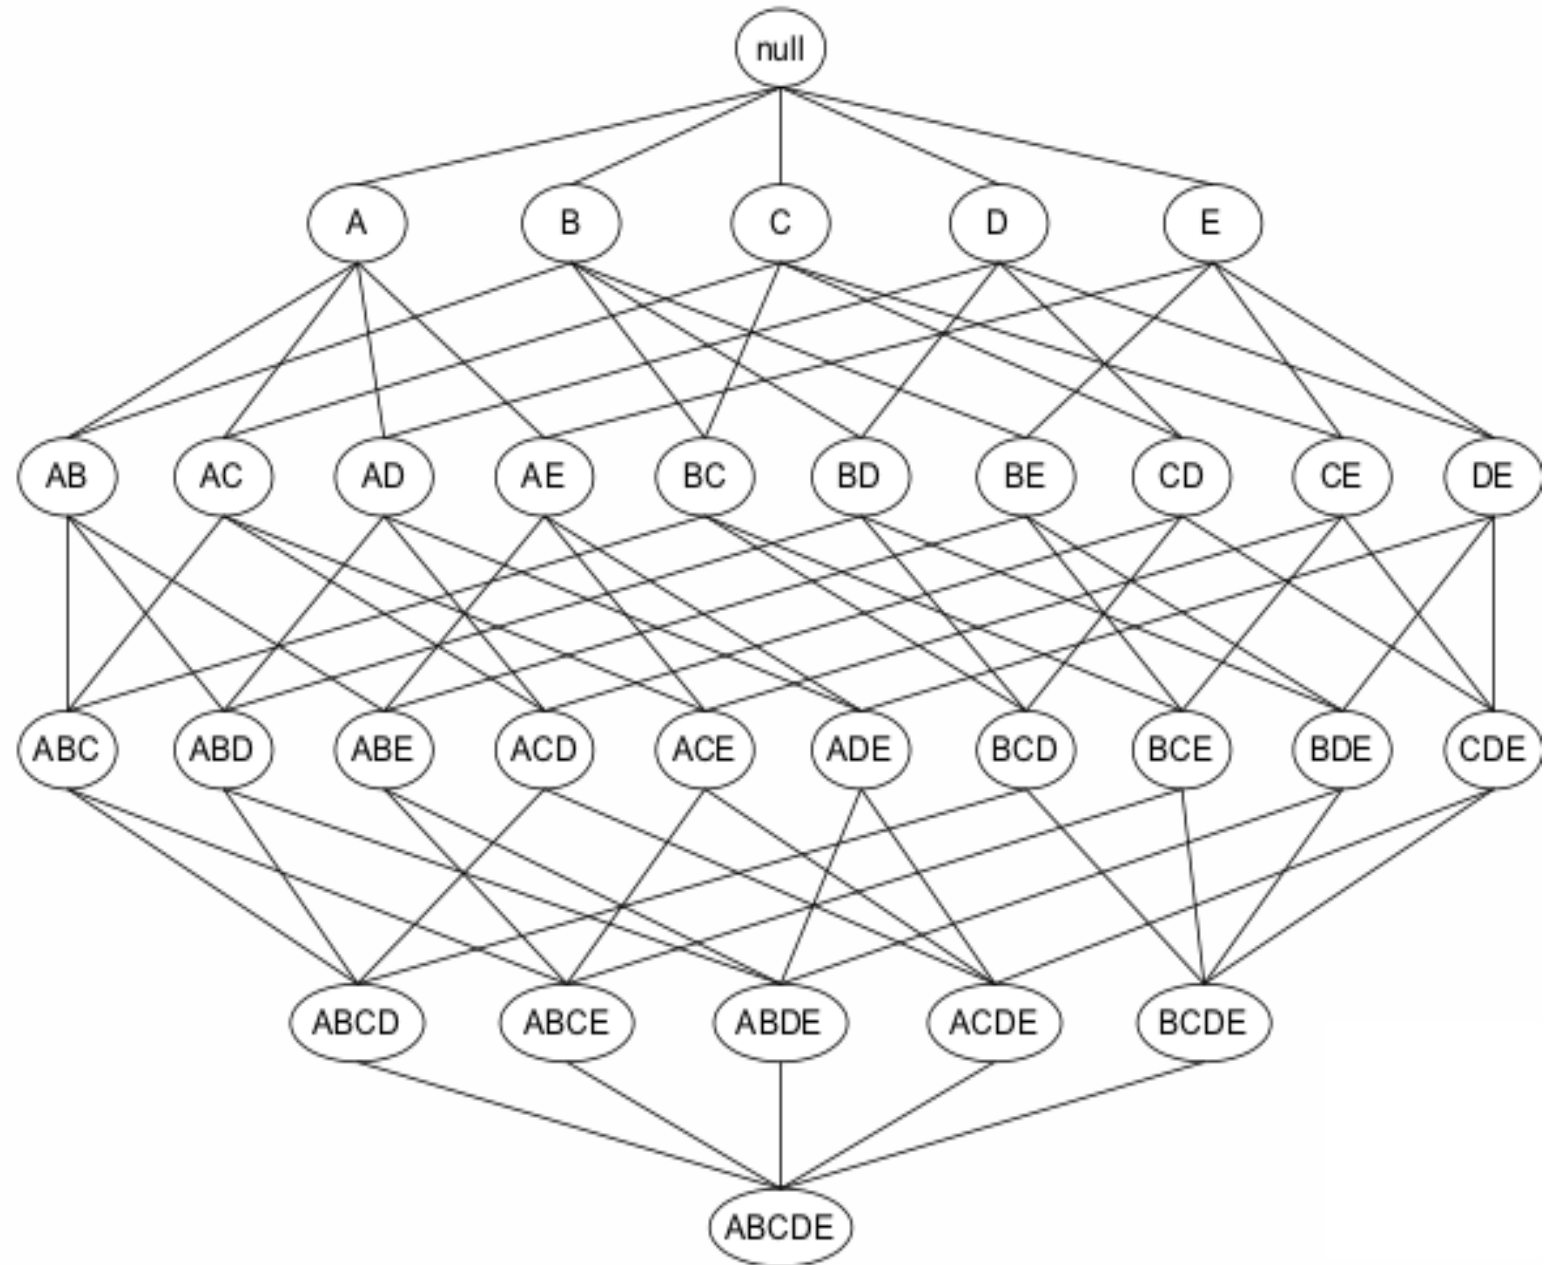 null
A B C D E
AB AC AD AE BC BD BE CD CE DE
ABC ABD ABE ACD ACE ADE BCD BCE BDE CDE
ABCD ABCE ABDE ACDE BCDE
ABCDE